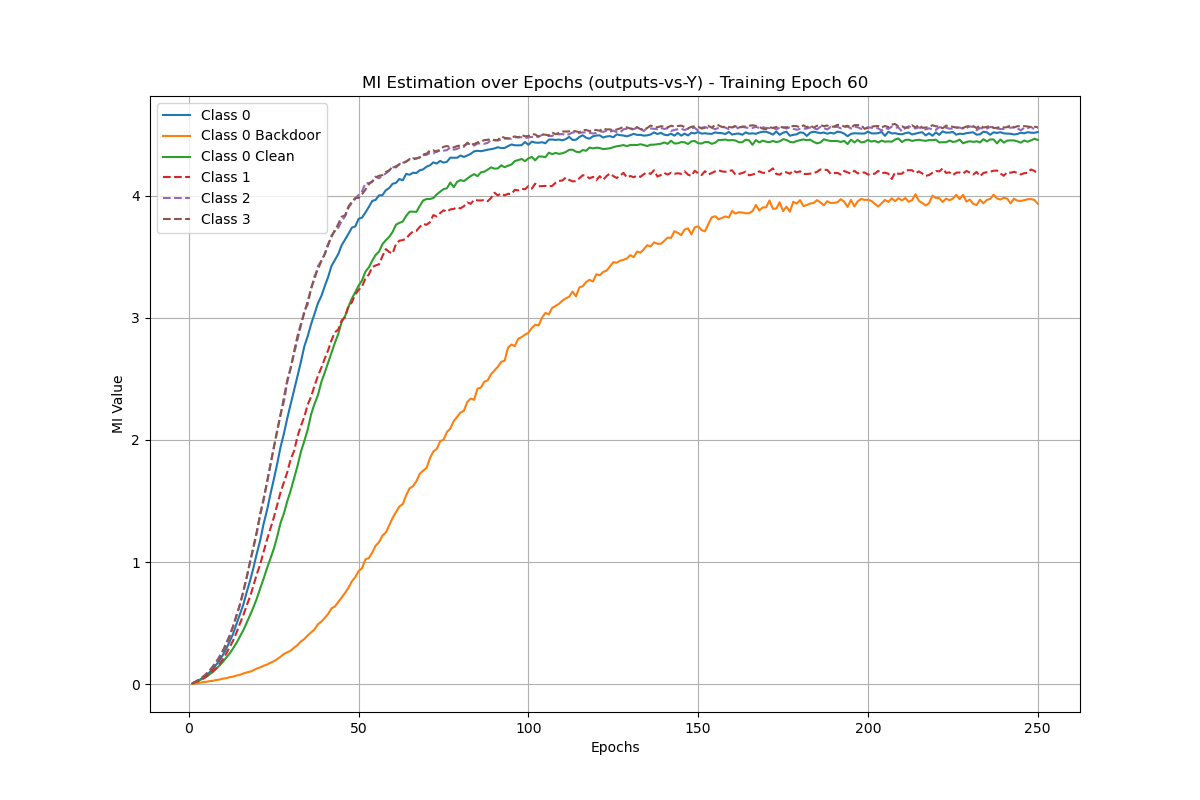 MI Estimation over Epochs (outputs-vs-Y) - Training Epoch 60
Class 0
Class 0 Backdoor
Class 0 Clean
Class 1
Class 2
Class 3
MI Value
4
3
2
1
0
0 50 100 150 200 250
Epochs